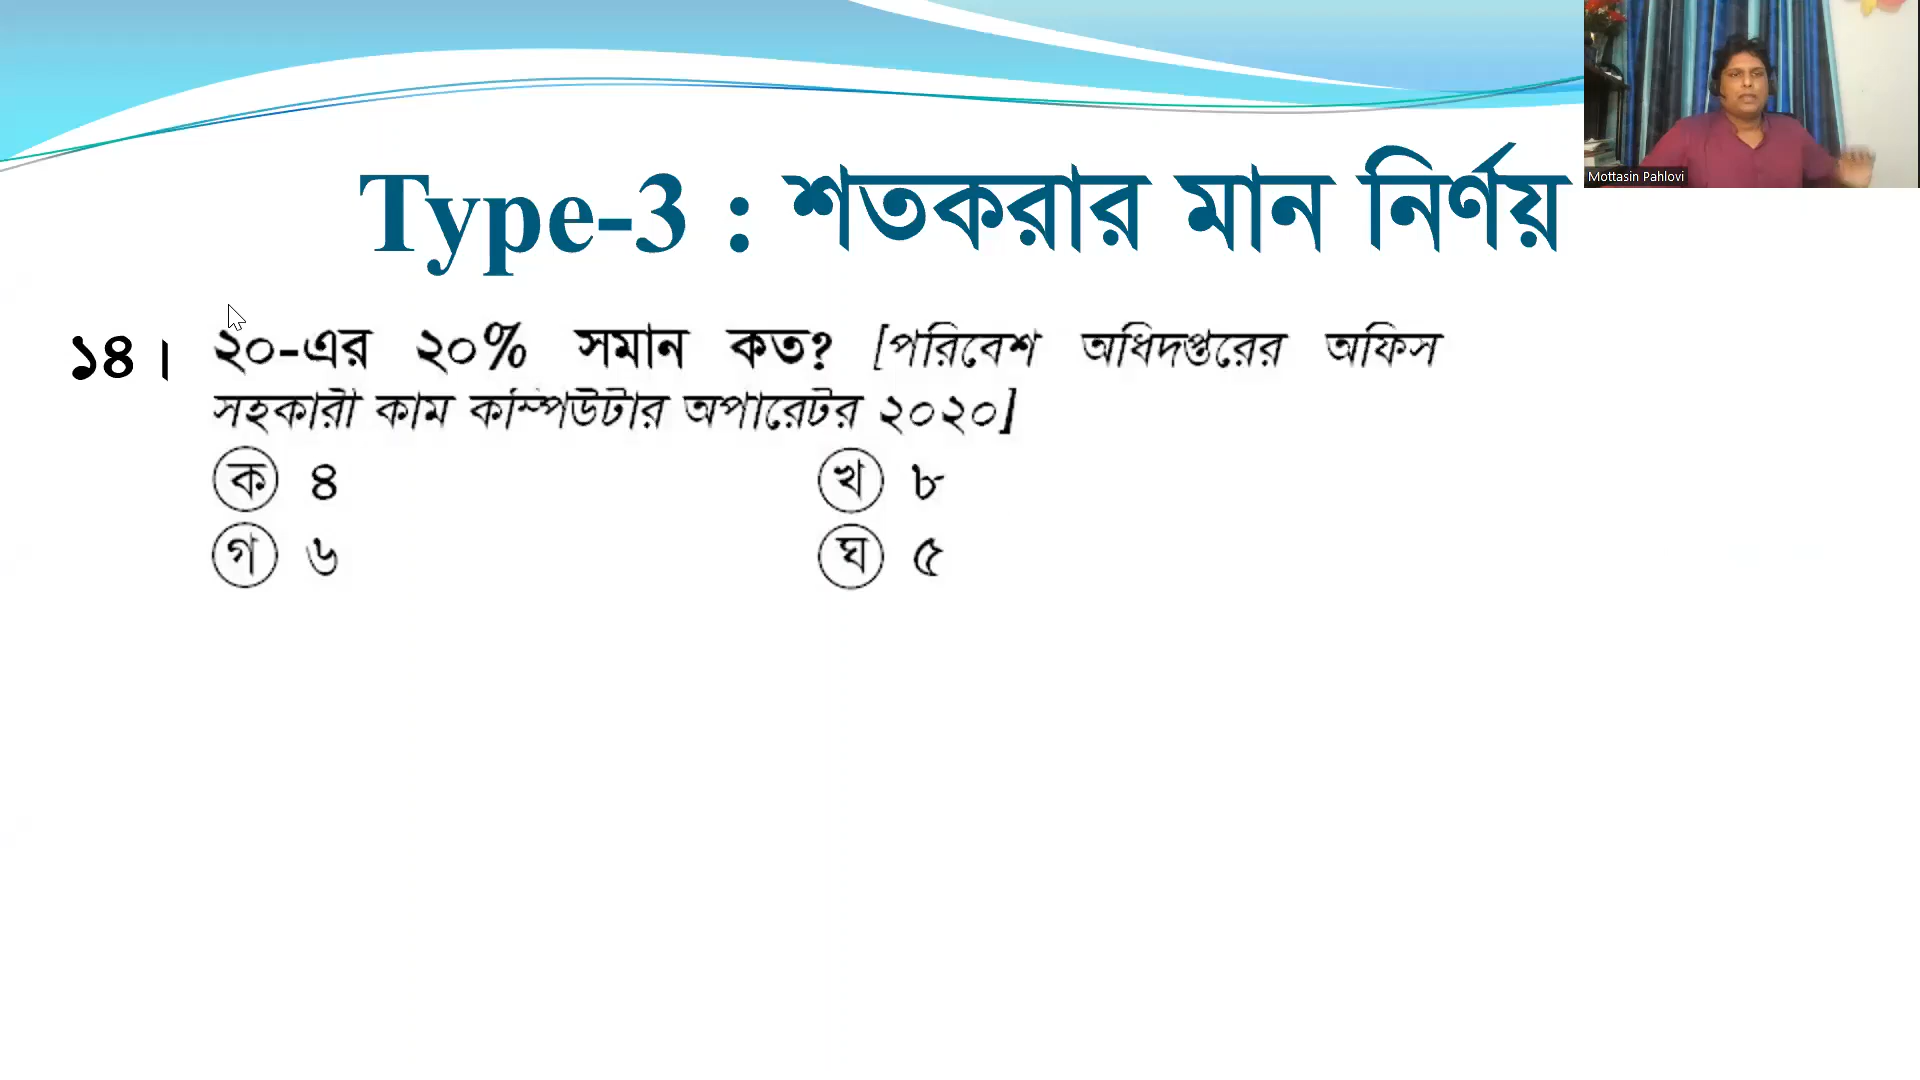 Mottasin Pahlovi
Type-3 : শতকরার মান নির্ণয়
১৪। ২০-এর ২০% সমান কত? [পরিবেশ অধিদপ্তরের অফিস
সহকারী কাম কম্পিউটার অপারেটর ২০২০]
ক ৪ খ ৮
গ ৬ ঘ ৫